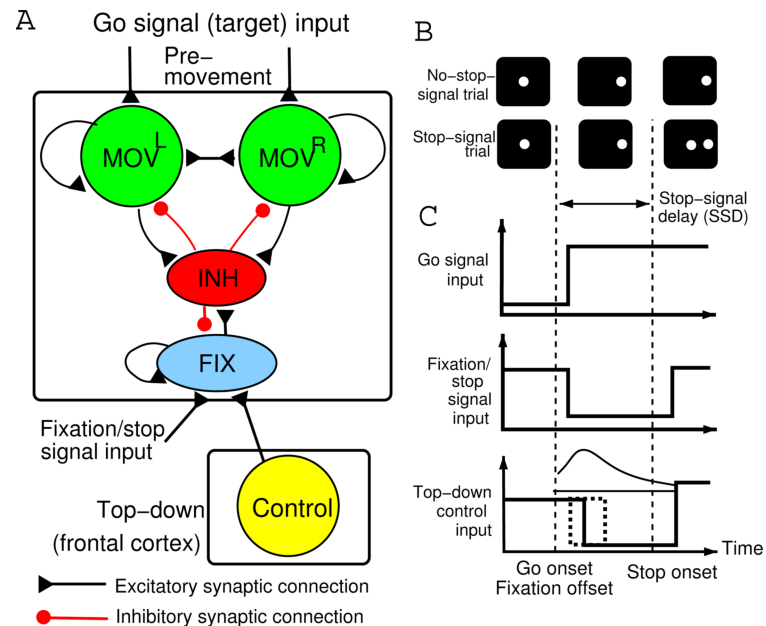 A
Go signal (target) input
Pre-
movement
MOV L
MOV R
INH
FIX
Fixation/stop
signal input
Top-down
(frontal cortex)
Control
Excitatory synaptic connection
Inhibitory synaptic connection
B
No-stop-
signal trial
Stop-signal
trial
Stop-signal
delay (SSD)
C
Go signal
input
Fixation/
stop
signal
input
Top-down
control
input
Time
Go onset
Fixation offset
Stop onset